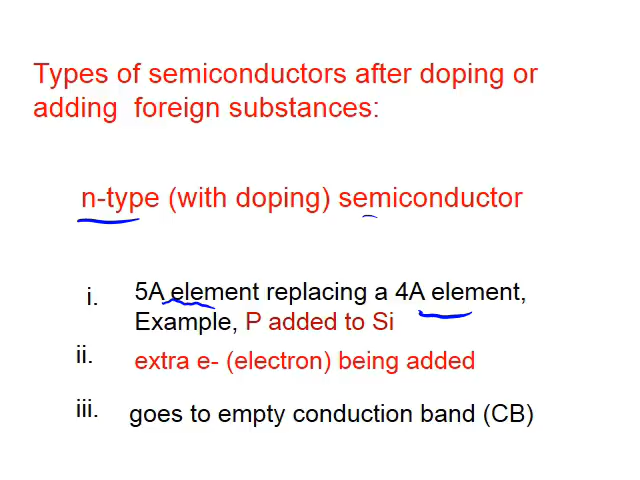 Types of semiconductors after doping or
adding foreign substances:
n-type (with doping) semiconductor
i. 5A element replacing a 4A element,
Example, P added to Si
ii. extra e- (electron) being added
iii. goes to empty conduction band (CB)